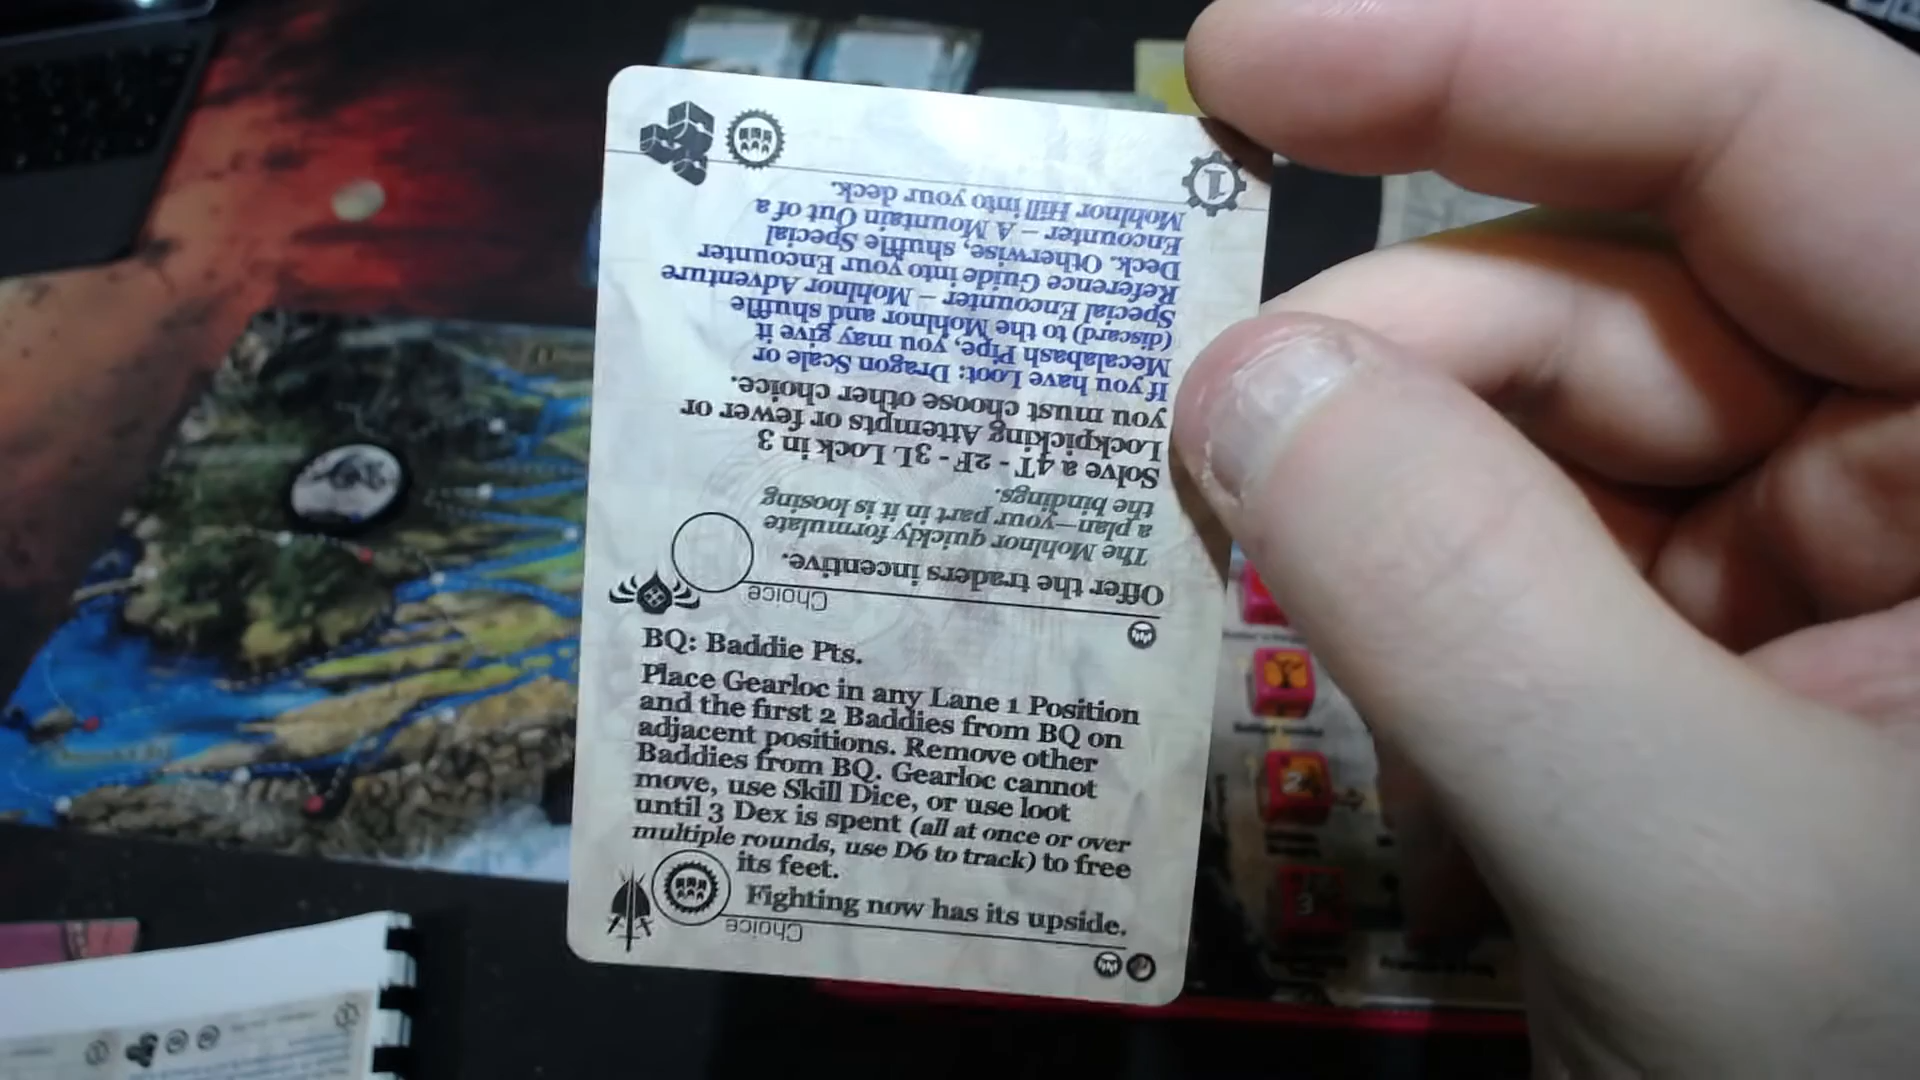 Choice
Offer the traders incentive.
The Mohlnor quickly formulate
a plan—your part in it is loosing
the bindings.
Solve a 4T - 2F - 3L Lock in 3
Lockpicking Attempts or fewer or
you must choose other choice.
If you have Loot: Dragon Scale or
Mecalabash Pipe, you may give it
(discard) to the Mohlnor and shuffle
Special Encounter – Mohlnor Adventure
Reference Guide into your Encounter
Deck. Otherwise, shuffle Special
Encounter – A Mountain Out of a
Mohlnor Hill into your deck.
1
BQ: Baddie Pts.
Place Gearloc in any Lane 1 Position
and the first 2 Baddies from BQ on
adjacent positions. Remove other
Baddies from BQ. Gearloc cannot
move, use Skill Dice, or use loot
until 3 Dex is spent (all at once or over
multiple rounds, use D6 to track) to free
its feet.
Fighting now has its upside.
Choice
2
3